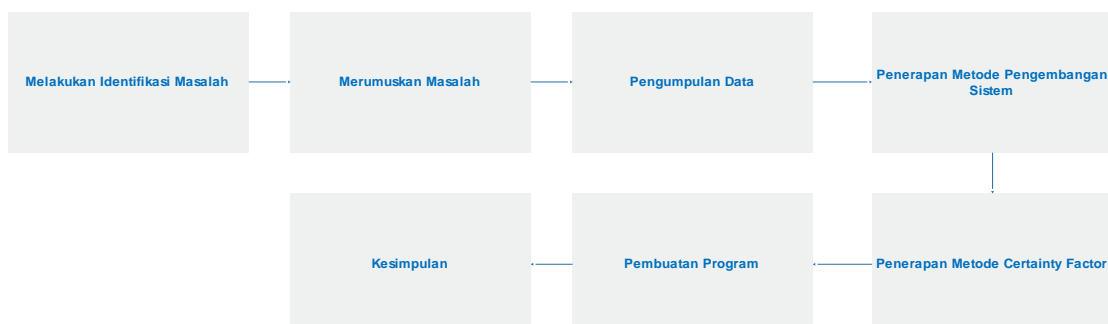 Melakukan Identifikasi Masalah
Merumuskan Masalah
Pengumpulan Data
Penerapan Metode Pengembangan
Sistem
Penerapan Metode Certainty Factor
Pembuatan Program
Kesimpulan